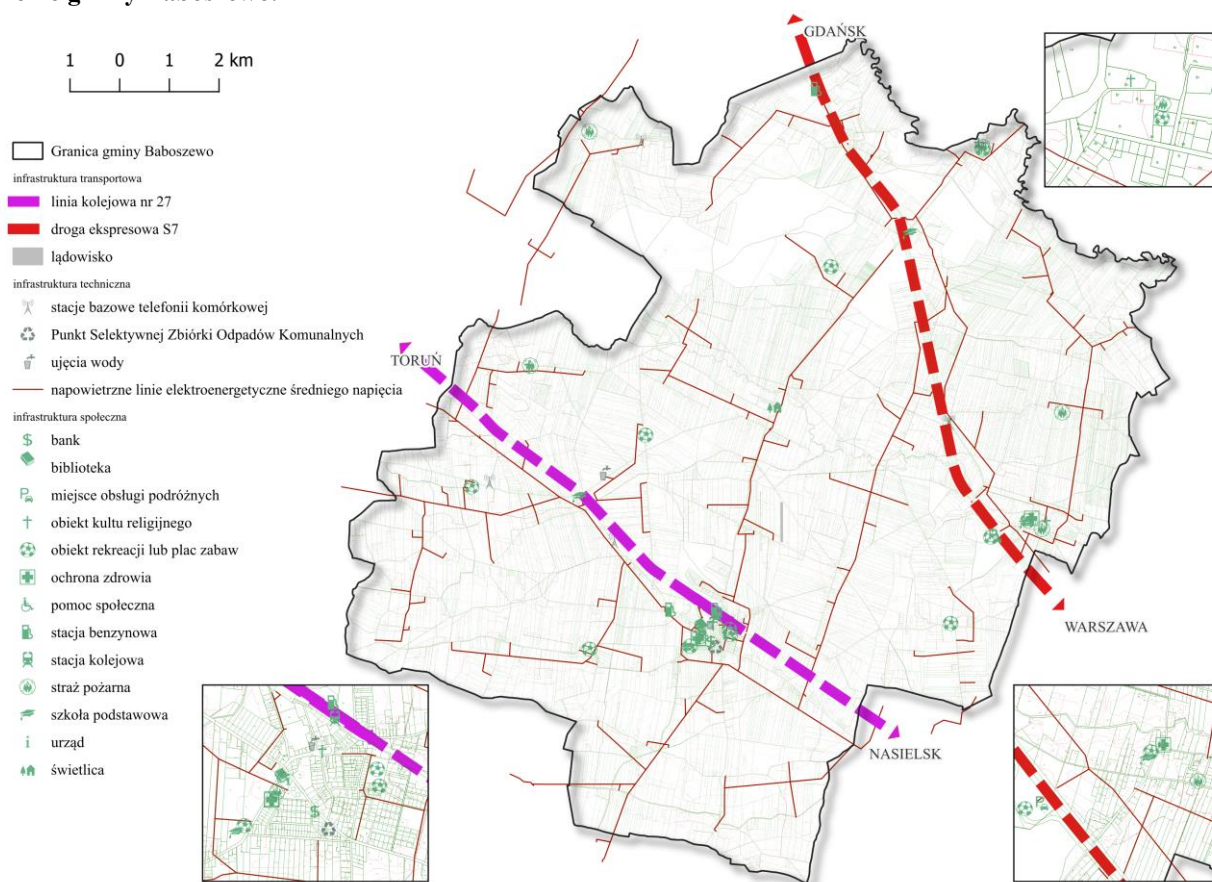 GDAŃSK
1 0 1 2 km
Granica gminy Baboszewo
infrastruktura transportowa
linia kolejowa nr 27
droga ekspresowa S7
lądowisko
infrastruktura techniczna
stacje bazowe telefonii komórkowej
Punkt Selektywnej Zbiórki Odpadów Komunalnych
ujęcia wody
napowietrzne linie elektroenergetyczne średniego napięcia
infrastruktura społeczna
$ bank
biblioteka
P miejsce obsługi podróżnych
obiekt kultu religijnego
obiekt rekreacji lub plac zabaw
ochrona zdrowia
pomoc społeczna
stacja benzynowa
stacja kolejowa
straż pożarna
szkoła podstawowa
i urząd
świetlica
TORUŃ
WARSZAWA
NASIELSK